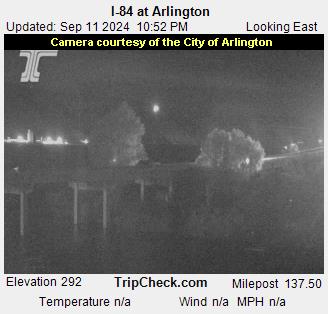 I-84 at Arlington
Updated: Sep 11 2024 10:52 PM Looking East
Camera courtesy of the City of Arlington
Elevation 292 TripCheck.com Milepost 137.50
Temperature n/a Wind n/a MPH n/a